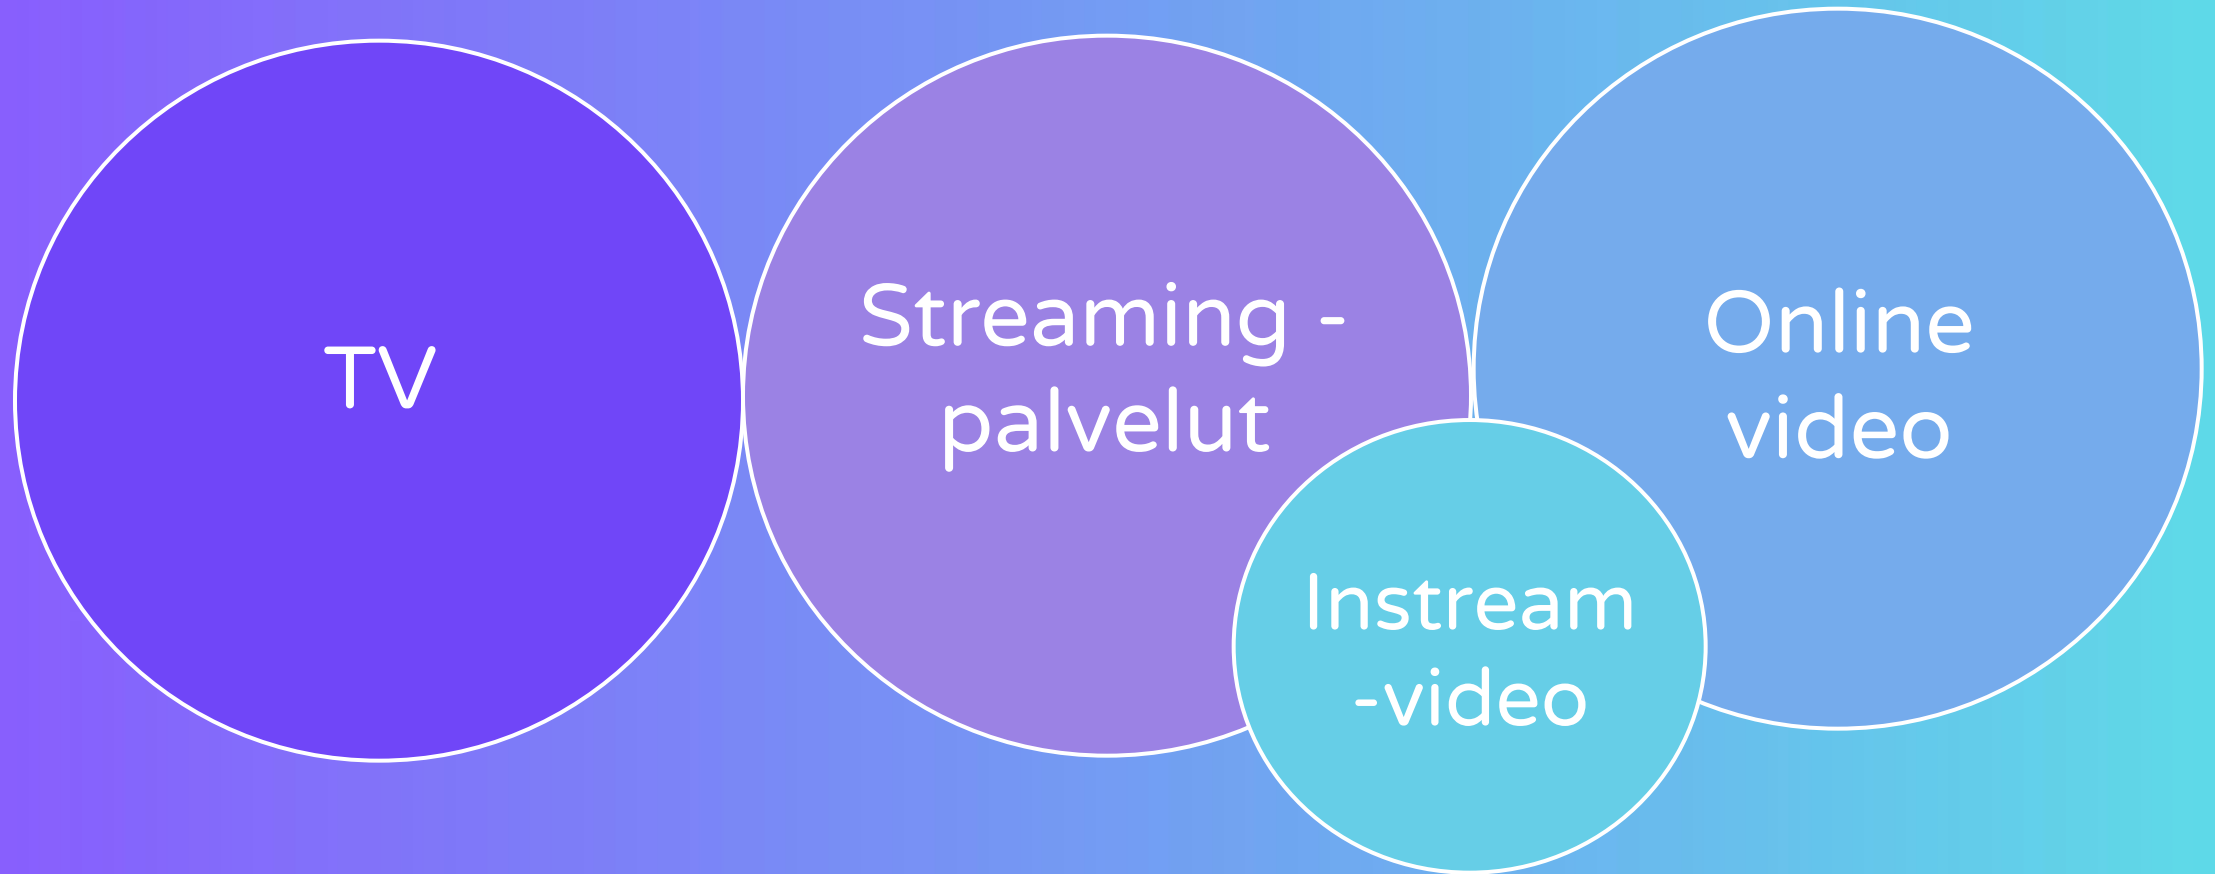 TV
Streaming -
palvelut
Online
video
Instream
-video